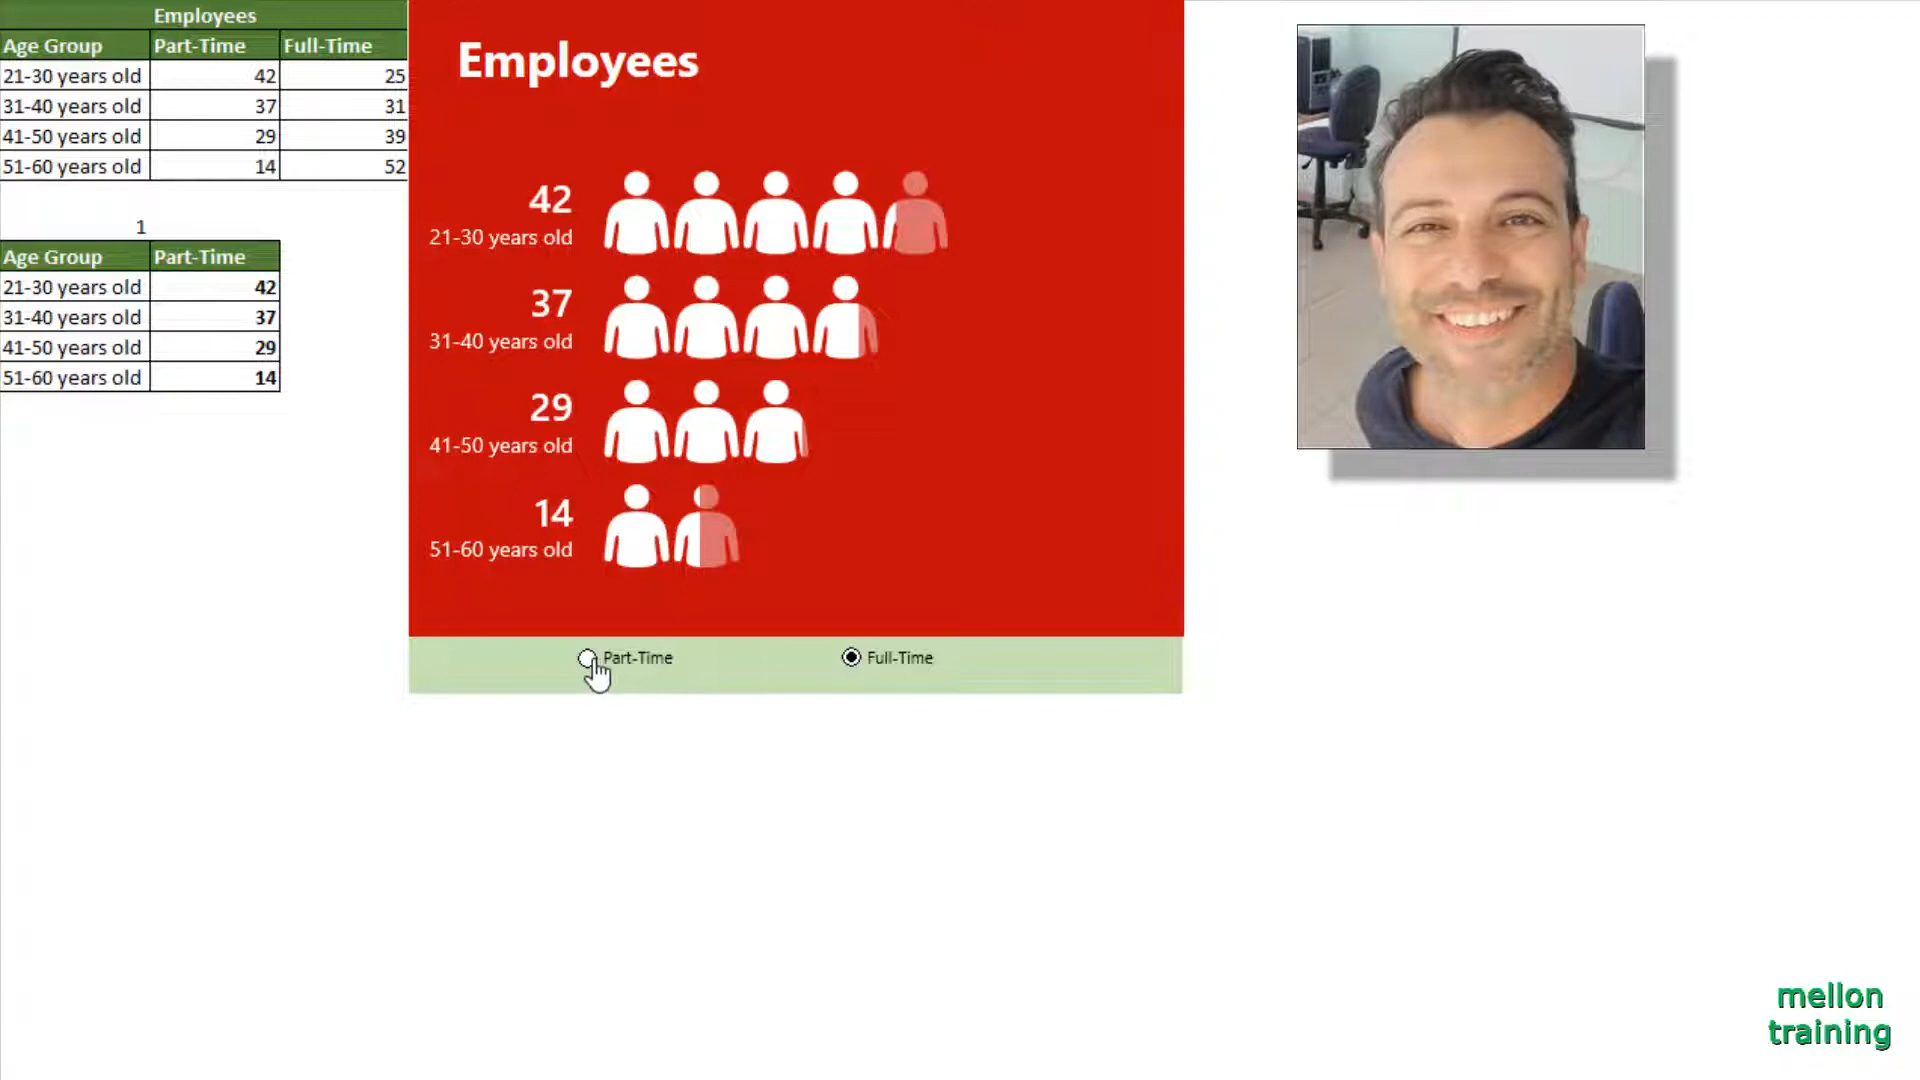 Employees
Age Group Part-Time Full-Time
21-30 years old 42 25
31-40 years old 37 31
41-50 years old 29 39
51-60 years old 14 52
1
Age Group Part-Time
21-30 years old 42
31-40 years old 37
41-50 years old 29
51-60 years old 14
Employees
42
21-30 years old
37
31-40 years old
29
41-50 years old
14
51-60 years old
Part-Time Full-Time
mellon
training